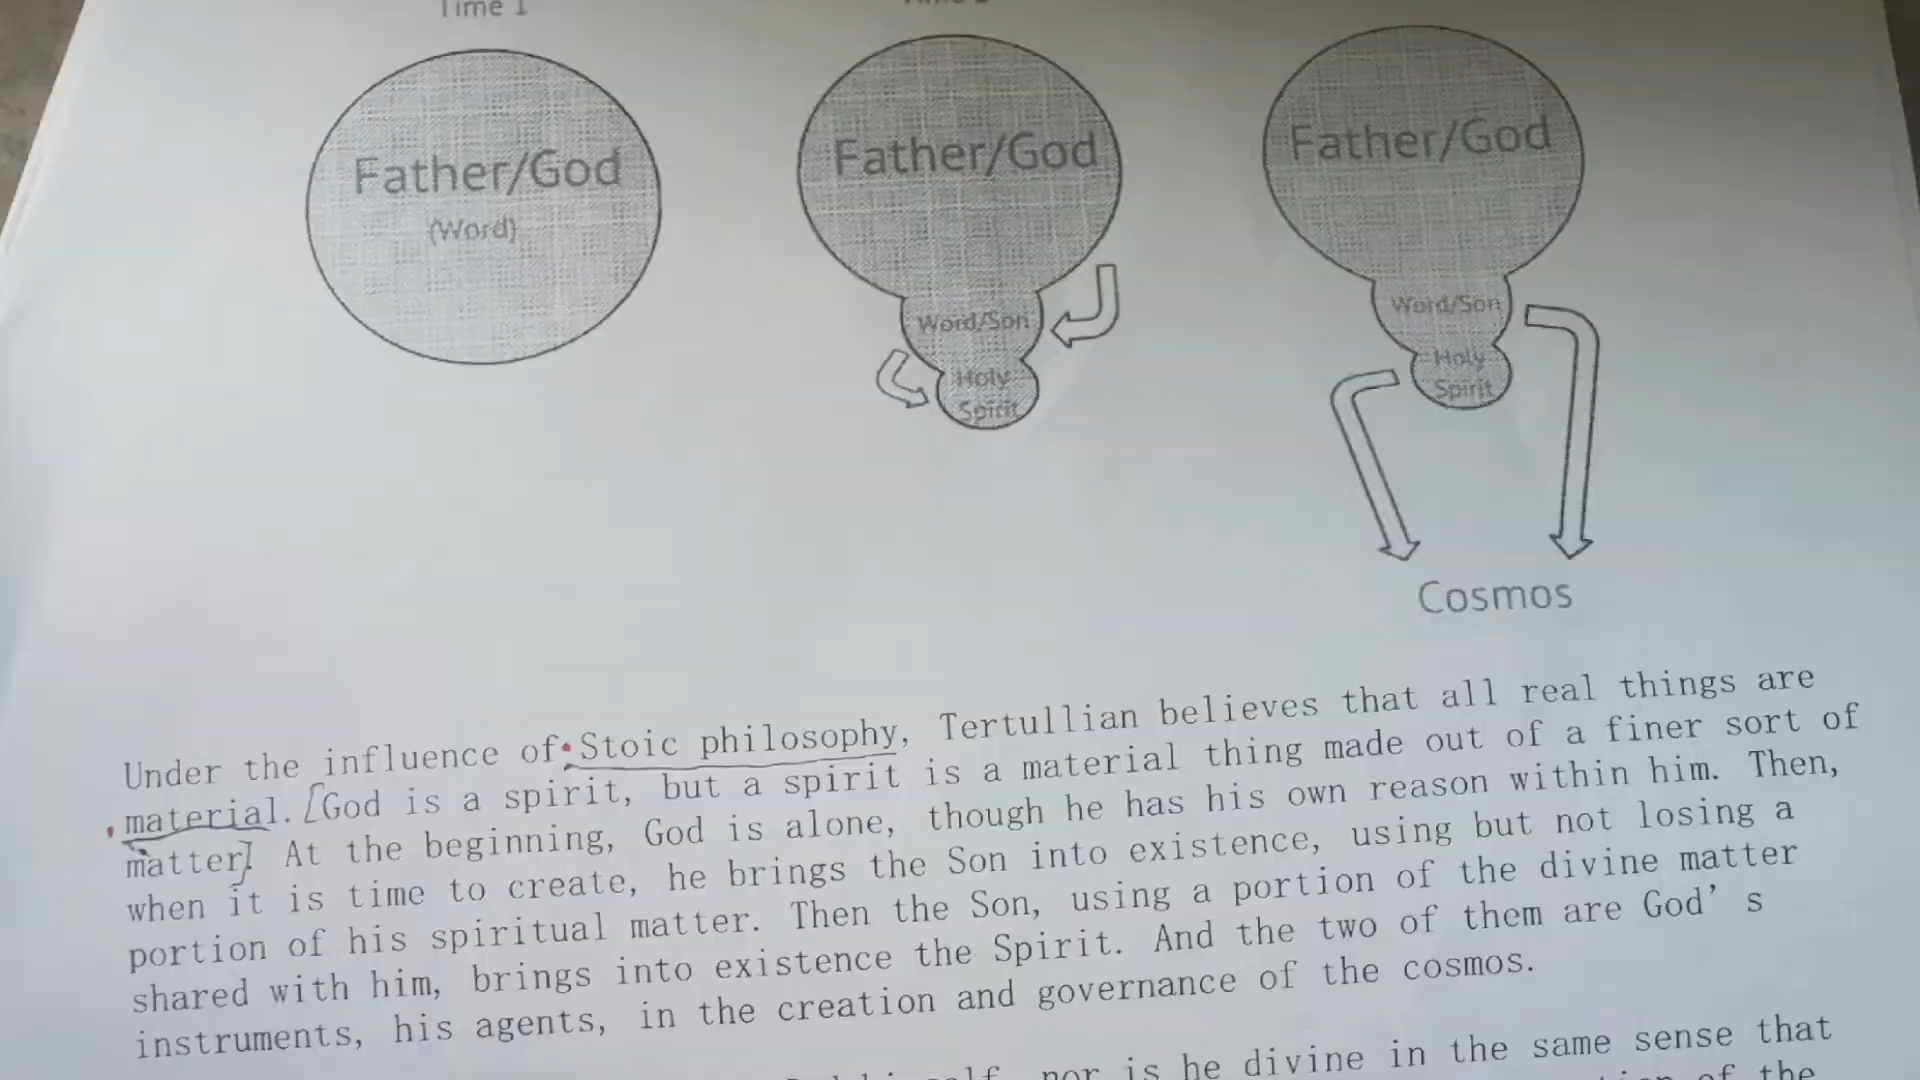 Time 1
Father/God
(Word)
Father/God
Word/Son
Holy
Spirit
Father/God
Word/Son
Holy
Spirit
Cosmos
Under the influence of Stoic philosophy, Tertullian believes that all real things are
material. [God is a spirit, but a spirit is a material thing made out of a finer sort of
matter] At the beginning, God is alone, though he has his own reason within him. Then,
when it is time to create, he brings the Son into existence, using but not losing a
portion of his spiritual matter. Then the Son, using a portion of the divine matter
shared with him, brings into existence the Spirit. And the two of them are God’s
instruments, his agents, in the creation and governance of the cosmos.
nor is he divine in the same sense that
of the